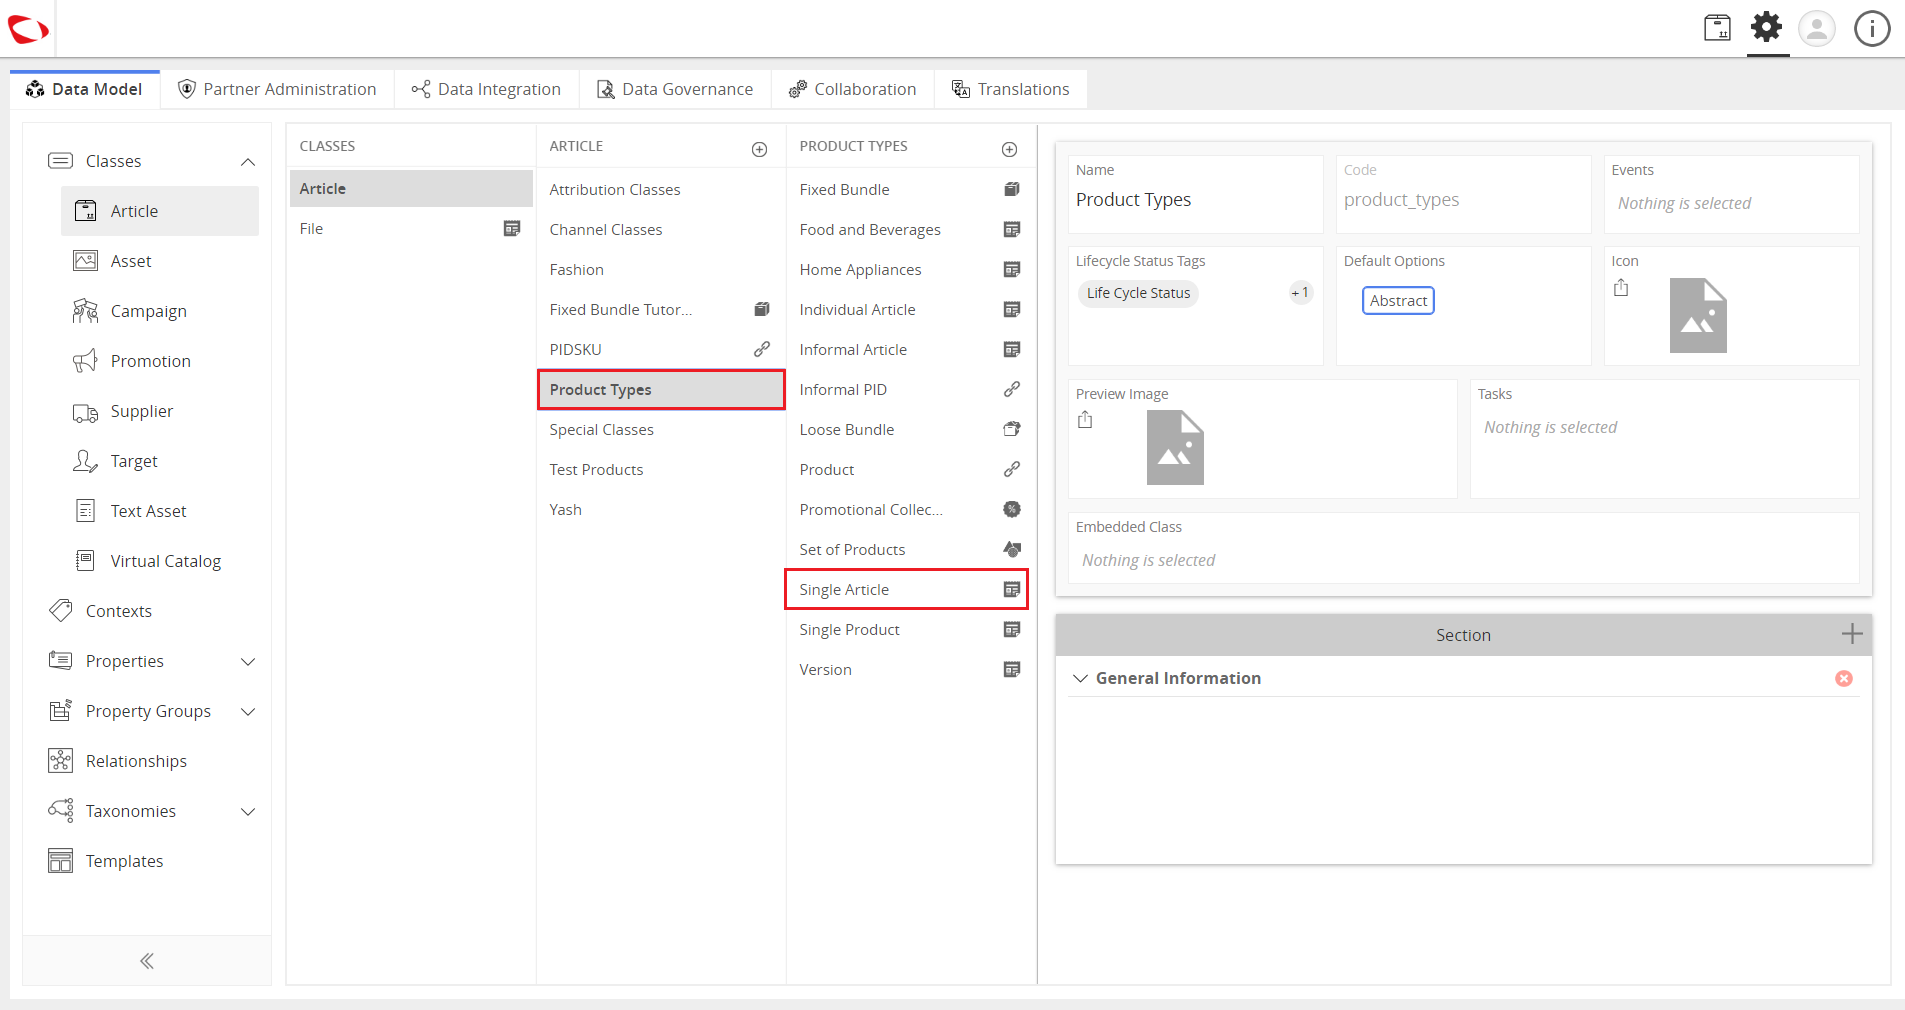 Data Model
Partner Administration
Data Integration
Data Governance
Collaboration
Translations
Classes
Article
Asset
Campaign
Promotion
Supplier
Target
Text Asset
Virtual Catalog
Contexts
Properties
Property Groups
Relationships
Taxonomies
Templates
CLASSES
Article
File
ARTICLE
Attribution Classes
Channel Classes
Fashion
Fixed Bundle Tutor...
PIDSKU
Product Types
Special Classes
Test Products
Yash
PRODUCT TYPES
Fixed Bundle
Food and Beverages
Home Appliances
Individual Article
Informal Article
Informal PID
Loose Bundle
Product
Promotional Collec...
Set of Products
Single Article
Single Product
Version
Name
Product Types
Code
product_types
Events
Nothing is selected
Lifecycle Status Tags
Life Cycle Status
+1
Default Options
Abstract
Icon
Preview Image
Tasks
Nothing is selected
Embedded Class
Nothing is selected
Section
General Information